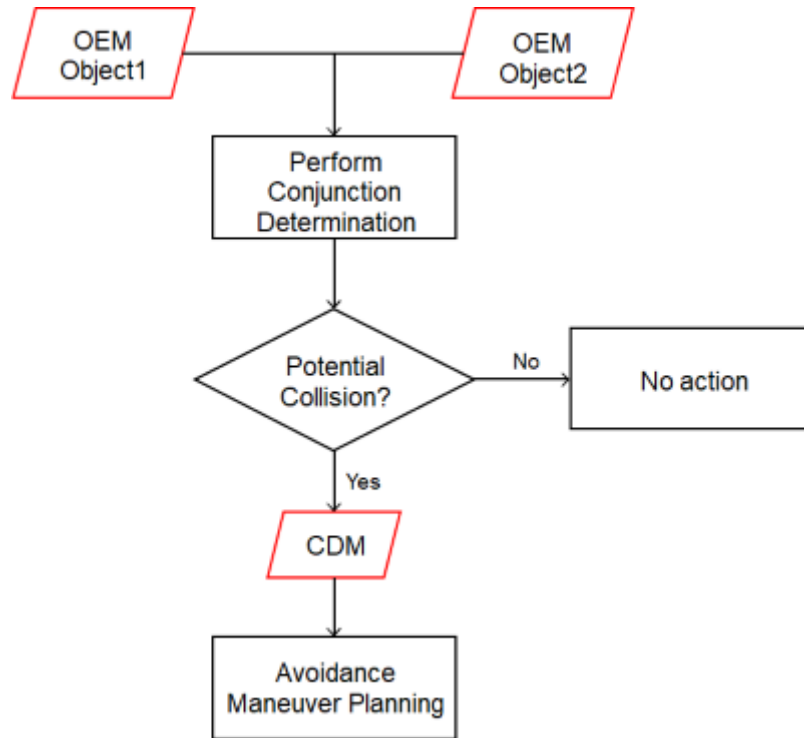 OEM
Object1
OEM
Object2
Perform
Conjunction
Determination
Potential
Collision?
No
No action
Yes
CDM
Avoidance
Maneuver Planning